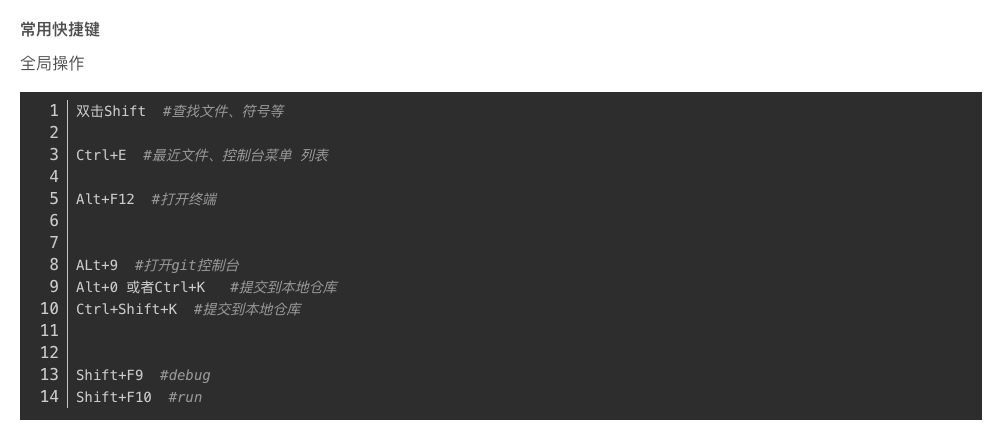 常用快捷键
全局操作
1 双击Shift  #查找文件、符号等
2
3 Ctrl+E  #最近文件、控制台菜单 列表
4
5 Alt+F12  #打开终端
6
7
8 ALt+9  #打开git控制台
9 Alt+0 或者Ctrl+K   #提交到本地仓库
10 Ctrl+Shift+K  #提交到本地仓库
11
12
13 Shift+F9  #debug
14 Shift+F10  #run